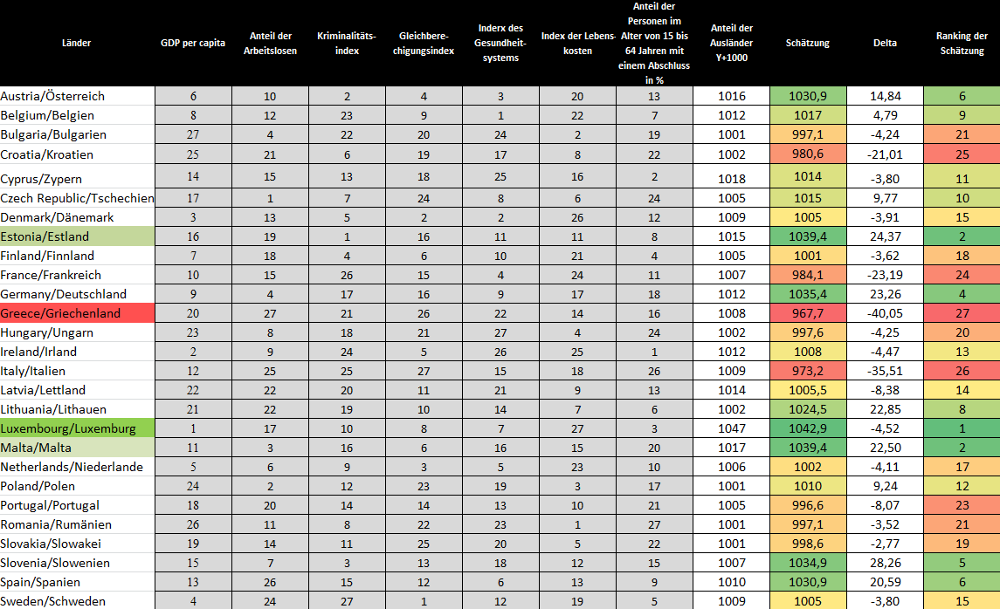 Länder GDP per capita Anteil der Arbeitslosen Kriminalitäts-index Gleichbere-chigungsindex Inderx des Gesundheit-systems Index der Lebens-kosten Anteil der Personen im Alter von 15 bis 64 Jahren mit einem Abschluss in % Anteil der Ausländer Y+1000 Schätzung Delta Ranking der Schätzung
Austria/Österreich 6 10 2 4 3 20 13 1016 1030,9 14,84 6
Belgium/Belgien 8 12 23 9 1 22 7 1012 1017 4,79 9
Bulgaria/Bulgarien 27 4 22 20 24 2 19 1001 997,1 -4,24 21
Croatia/Kroatien 25 21 6 19 17 8 22 1002 980,6 -21,01 25
Cyprus/Zypern 14 15 13 18 25 16 2 1018 1014 -3,80 11
Czech Republic/Tschechien 17 1 7 24 8 6 24 1005 1015 9,77 10
Denmark/Dänemark 3 13 5 2 2 26 12 1009 1005 -3,91 15
Estonia/Estland 16 19 1 16 11 11 8 1015 1039,4 24,37 2
Finland/Finnland 7 18 4 6 10 21 4 1005 1001 -3,62 18
France/Frankreich 10 15 26 15 4 24 11 1007 984,1 -23,19 24
Germany/Deutschland 9 4 17 16 9 17 18 1012 1035,4 23,26 4
Greece/Griechenland 20 27 21 26 22 14 16 1008 967,7 -40,05 27
Hungary/Ungarn 23 8 18 21 27 4 24 1002 997,6 -4,25 20
Ireland/Irland 2 9 24 5 26 25 1 1012 1008 -4,47 13
Italy/Italien 12 25 25 27 15 18 26 1009 973,2 -35,51 26
Latvia/Lettland 22 22 20 11 21 9 13 1014 1005,5 -8,38 14
Lithuania/Lithauen 21 22 19 10 14 7 6 1002 1024,5 22,85 8
Luxembourg/Luxemburg 1 17 10 8 7 27 3 1047 1042,9 -4,52 1
Malta/Malta 11 3 16 6 16 15 20 1017 1039,4 22,50 2
Netherlands/Niederlande 5 6 9 3 5 23 10 1006 1002 -4,11 17
Poland/Polen 24 2 12 23 19 3 17 1001 1010 9,24 12
Portugal/Portugal 18 20 14 14 13 10 21 1005 996,6 -8,07 23
Romania/Rumänien 26 11 8 22 23 1 27 1001 997,1 -3,52 21
Slovakia/Slowakei 19 14 11 25 20 5 22 1001 998,6 -2,77 19
Slovenia/Slowenien 15 7 3 13 18 12 15 1007 1034,9 28,26 5
Spain/Spanien 13 26 15 12 6 13 9 1010 1030,9 20,59 6
Sweden/Schweden 4 24 27 1 12 19 5 1009 1005 -3,80 15